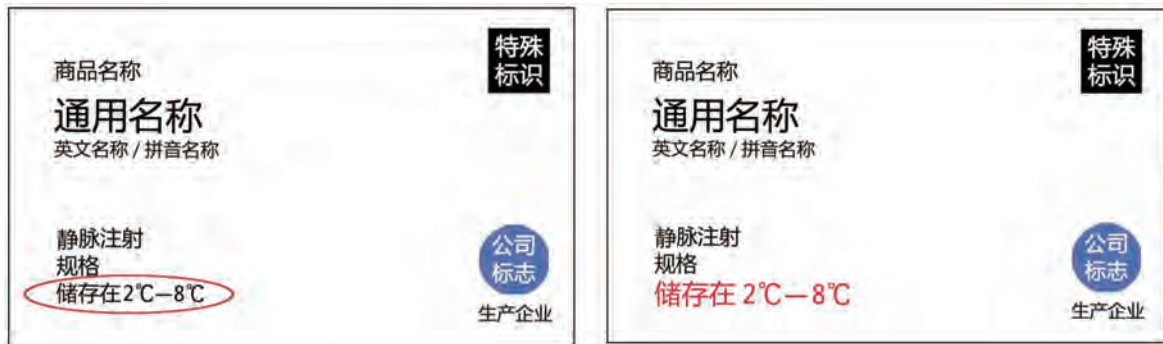 商品名称
通用名称
英文名称 / 拼音名称
特殊
标识
静脉注射
规格
储存在2℃—8℃
公司
标志
生产企业
商品名称
通用名称
英文名称 / 拼音名称
特殊
标识
静脉注射
规格
储存在 2℃—8℃
公司
标志
生产企业